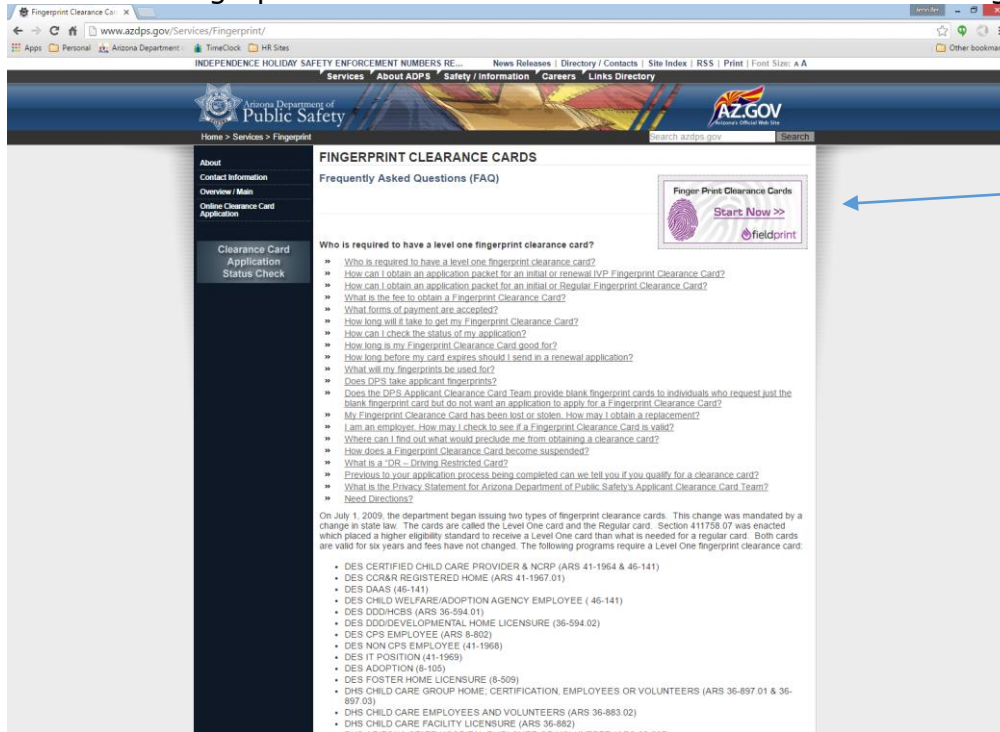 Fingerprint Clearance Car
Jennifer
www.azdps.gov/Services/Fingerprint/
Apps Personal Arizona Department TimeClock HR Sites Other bookmar
INDEPENDENCE HOLIDAY SAFETY ENFORCEMENT NUMBERS RE... News Releases | Directory / Contacts | Site Index | RSS | Print | Font Size: A A
Services About ADPS Safety / Information Careers Links Directory
Arizona Department of
Public Safety
AZ.GOV
Arizona's Official Web Site
Home > Services > Fingerprint
Search azdps.gov Search
About
Contact Information
Overview / Main
Online Clearance Card
Application
Clearance Card
Application
Status Check
FINGERPRINT CLEARANCE CARDS
Frequently Asked Questions (FAQ)
Finger Print Clearance Cards
Start Now >>
fieldprint
Who is required to have a level one fingerprint clearance card?
» Who is required to have a level one fingerprint clearance card?
» How can I obtain an application packet for an initial or renewal IVP Fingerprint Clearance Card?
» How can I obtain an application packet for an initial or Regular Fingerprint Clearance Card?
» What is the fee to obtain a Fingerprint Clearance Card?
» What forms of payment are accepted?
» How long will it take to get my Fingerprint Clearance Card?
» How can I check the status of my application?
» How long is my Fingerprint Clearance Card good for?
» How long before my card expires should I send in a renewal application?
» What will my fingerprints be used for?
» Does DPS take applicant fingerprints?
» Does the DPS Applicant Clearance Card Team provide blank fingerprint cards to individuals who request just the
blank fingerprint card but do not want an application to apply for a Fingerprint Clearance Card?
» My Fingerprint Clearance Card has been lost or stolen. How may I obtain a replacement?
» I am an employer. How may I check to see if a Fingerprint Clearance Card is valid?
» Where can I find out what would preclude me from obtaining a clearance card?
» How does a Fingerprint Clearance Card become suspended?
» What is a "DR – Driving Restricted Card?
» Previous to your application process being completed can we tell you if you qualify for a clearance card?
» What is the Privacy Statement for Arizona Department of Public Safety's Applicant Clearance Card Team?
» Need Directions?
On July 1, 2009, the department began issuing two types of fingerprint clearance cards. This change was mandated by a
change in state law. The cards are called the Level One card and the Regular card. Section 411758.07 was enacted
which placed a higher eligibility standard to receive a Level One card than what is needed for a regular card. Both cards
are valid for six years and fees have not changed. The following programs require a Level One fingerprint clearance card:
• DES CERTIFIED CHILD CARE PROVIDER & NCRP (ARS 41-1964 & 46-141)
• DES CCR&R REGISTERED HOME (ARS 41-1967.01)
• DES DAAS (46-141)
• DES CHILD WELFARE/ADOPTION AGENCY EMPLOYEE ( 46-141)
• DES DDD/HCBS (ARS 36-594.01)
• DES DDD/DEVELOPMENTAL HOME LICENSURE (36-594.02)
• DES CPS EMPLOYEE (ARS 8-802)
• DES NON CPS EMPLOYEE (41-1968)
• DES IT POSITION (41-1969)
• DES ADOPTION (8-105)
• DES FOSTER HOME LICENSURE (8-509)
• DHS CHILD CARE GROUP HOME; CERTIFICATION, EMPLOYEES OR VOLUNTEERS (ARS 36-897.01 & 36-
897.03)
• DHS CHILD CARE EMPLOYEES AND VOLUNTEERS (ARS 36-883.02)
• DHS CHILD CARE FACILITY LICENSURE (ARS 36-882)